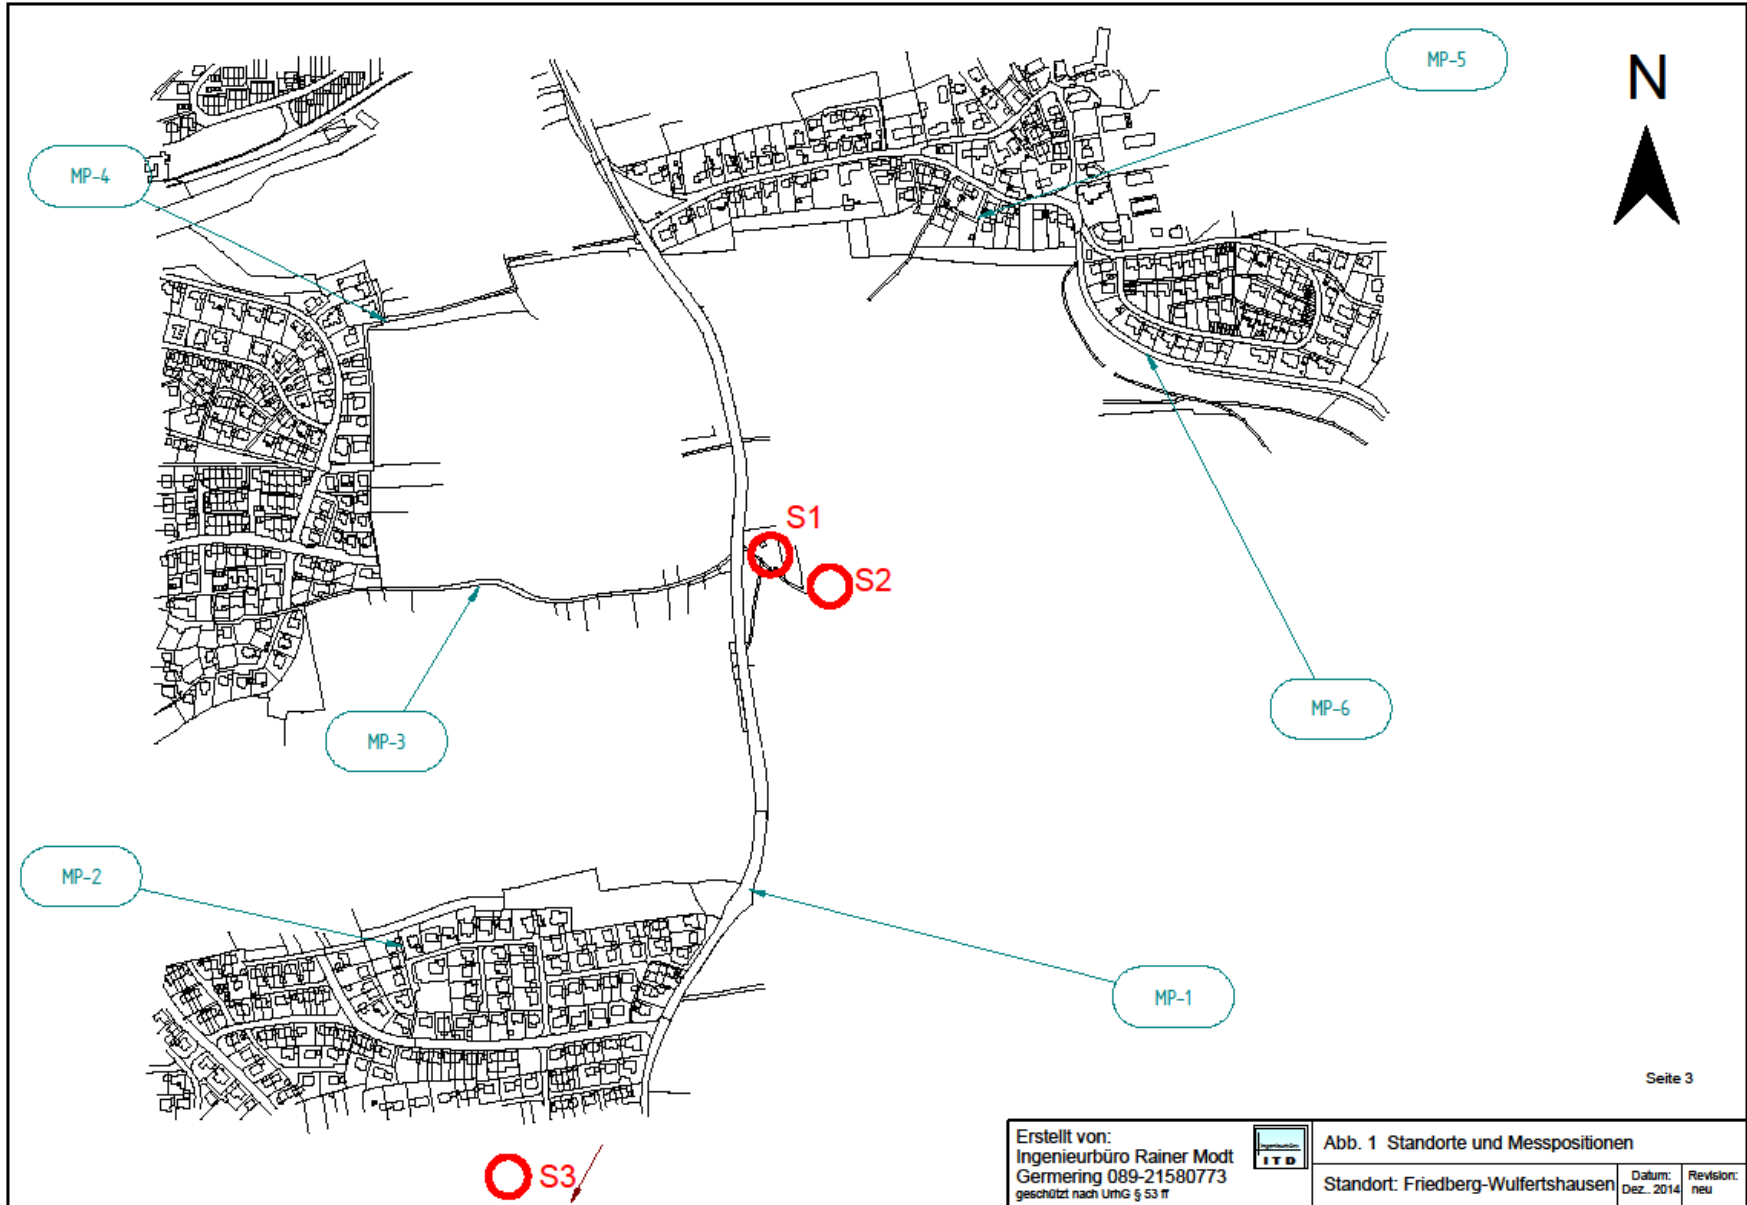 MP-5
N
MP-4
S1
S2
MP-6
MP-3
MP-2
MP-1
Seite 3
S3
Erstellt von:
Ingenieurbüro Rainer Modt
Germering 089-21580773
geschützt nach UrhG § 53 ff
ITD
Abb. 1 Standorte und Messpositionen
Standort: Friedberg-Wulfertshausen
Datum:
Dez.. 2014
Revision:
neu